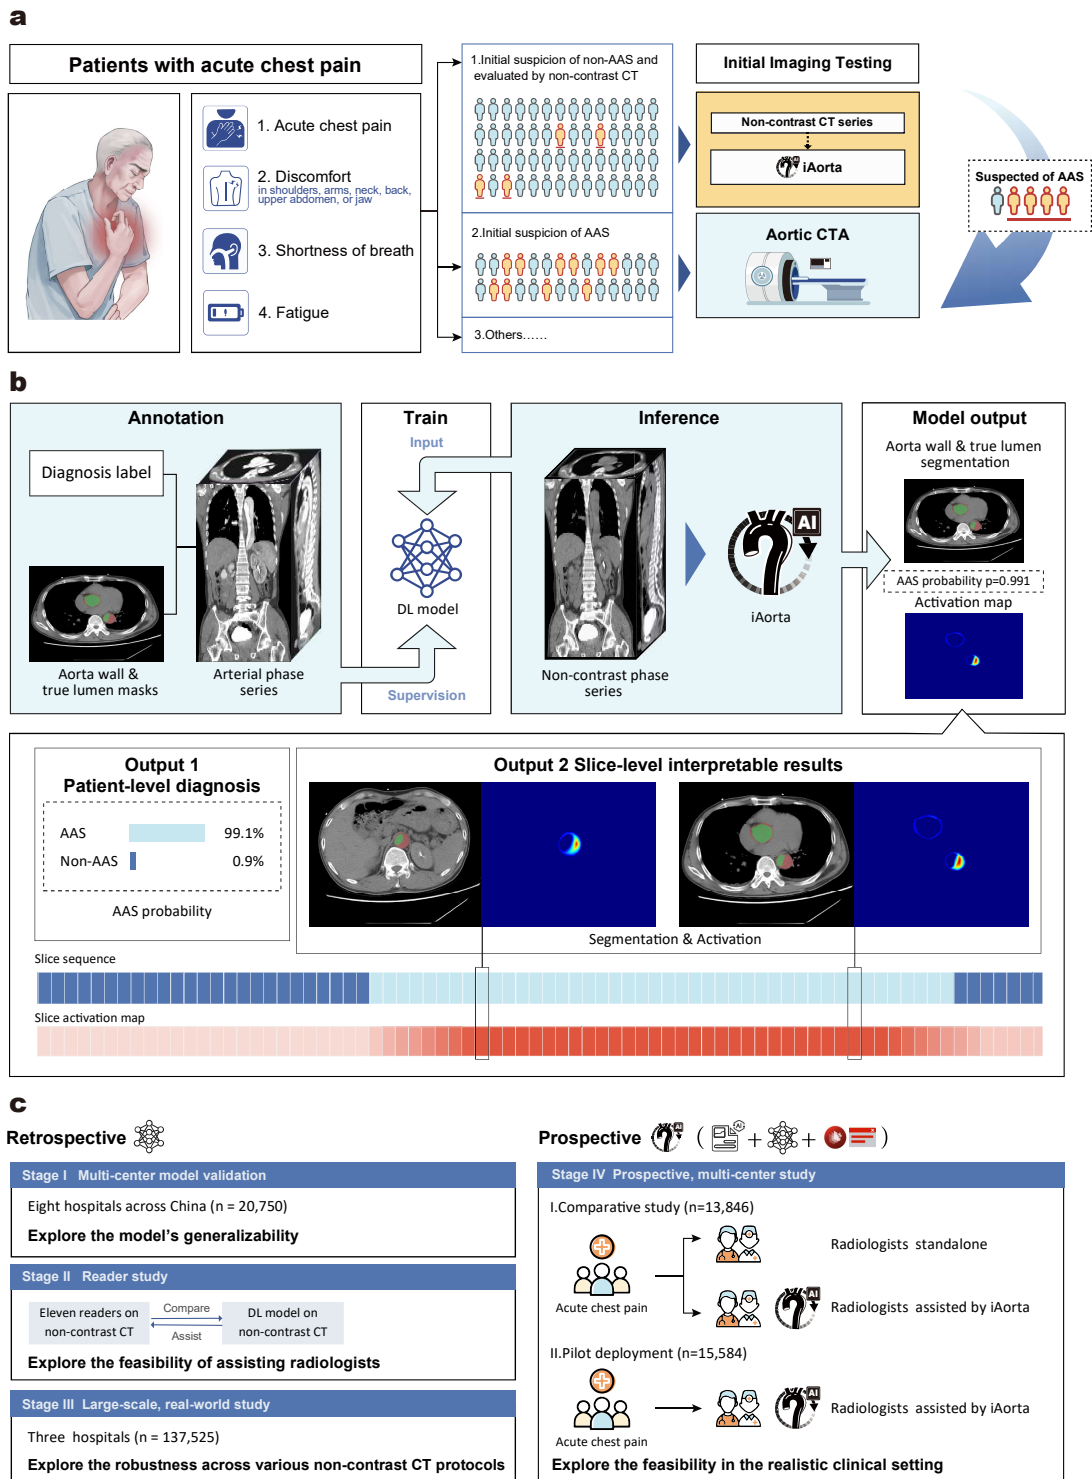 a
Patients with acute chest pain
1. Acute chest pain
2. Discomfort
in shoulders, arms, neck, back,
upper abdomen, or jaw
3. Shortness of breath
4. Fatigue
1.Initial suspicion of non-AAS and
evaluated by non-contrast CT
2.Initial suspicion of AAS
3.Others……
Initial Imaging Testing
Non-contrast CT series
AI
iAorta
Aortic CTA
Suspected of AAS
b
Annotation
Diagnosis label
Aorta wall &
true lumen masks
Arterial phase
series
Train
Input
DL model
Supervision
Inference
Non-contrast phase
series
AI
iAorta
Model output
Aorta wall & true lumen
segmentation
AAS probability p=0.991
Activation map
Output 1
Patient-level diagnosis
AAS 99.1%
Non-AAS 0.9%
AAS probability
Output 2 Slice-level interpretable results
Segmentation & Activation
Slice sequence
Slice activation map
c
Retrospective
Stage I Multi-center model validation
Eight hospitals across China (n = 20,750)
Explore the model's generalizability
Stage II Reader study
Eleven readers on
non-contrast CT
Compare
Assist
DL model on
non-contrast CT
Explore the feasibility of assisting radiologists
Stage III Large-scale, real-world study
Three hospitals (n = 137,525)
Explore the robustness across various non-contrast CT protocols
Prospective AI ( AI + + )
Stage IV Prospective, multi-center study
I.Comparative study (n=13,846)
Acute chest pain
Radiologists standalone
AI
Radiologists assisted by iAorta
II.Pilot deployment (n=15,584)
Acute chest pain
AI
Radiologists assisted by iAorta
Explore the feasibility in the realistic clinical setting